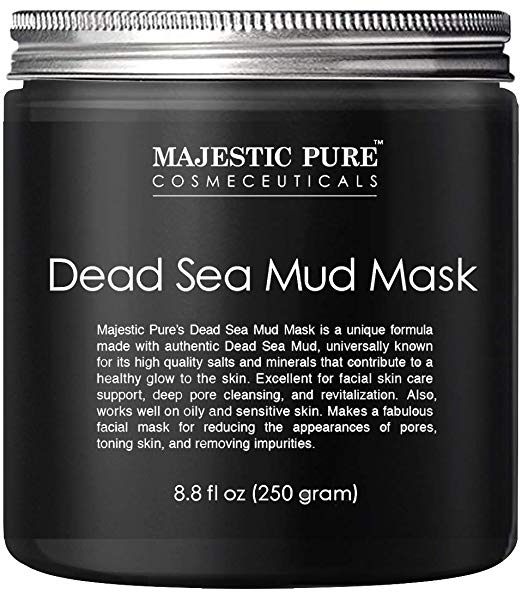 MAJESTIC PURE™
COSMECEUTICALS
Dead Sea Mud Mask
Majestic Pure's Dead Sea Mud Mask is a unique formula
made with authentic Dead Sea Mud, universally known
for its high quality salts and minerals that contribute to a
healthy glow to the skin. Excellent for facial skin care
support, deep pore cleansing, and revitalization. Also,
works well on oily and sensitive skin. Makes a fabulous
facial mask for reducing the appearances of pores,
toning skin, and removing impurities.
8.8 fl oz (250 gram)